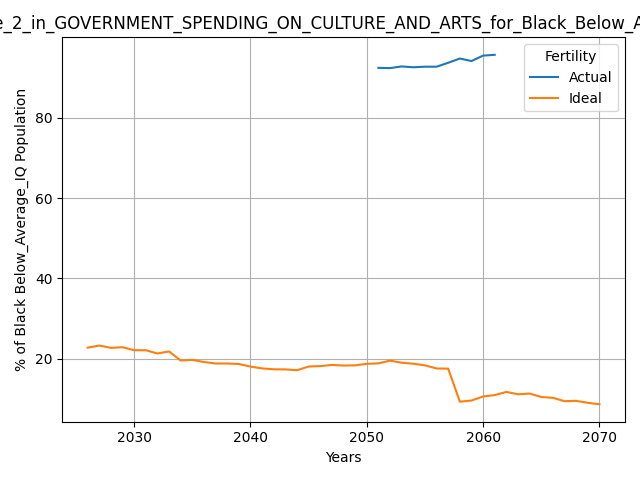 e_2_in_GOVERNMENT_SPENDING_ON_CULTURE_AND_ARTS_for_Black_Below_A
Fertility
Actual
Ideal
% of Black Below_Average_IQ Population
80
60
40
20
2030 2040 2050 2060 2070
Years